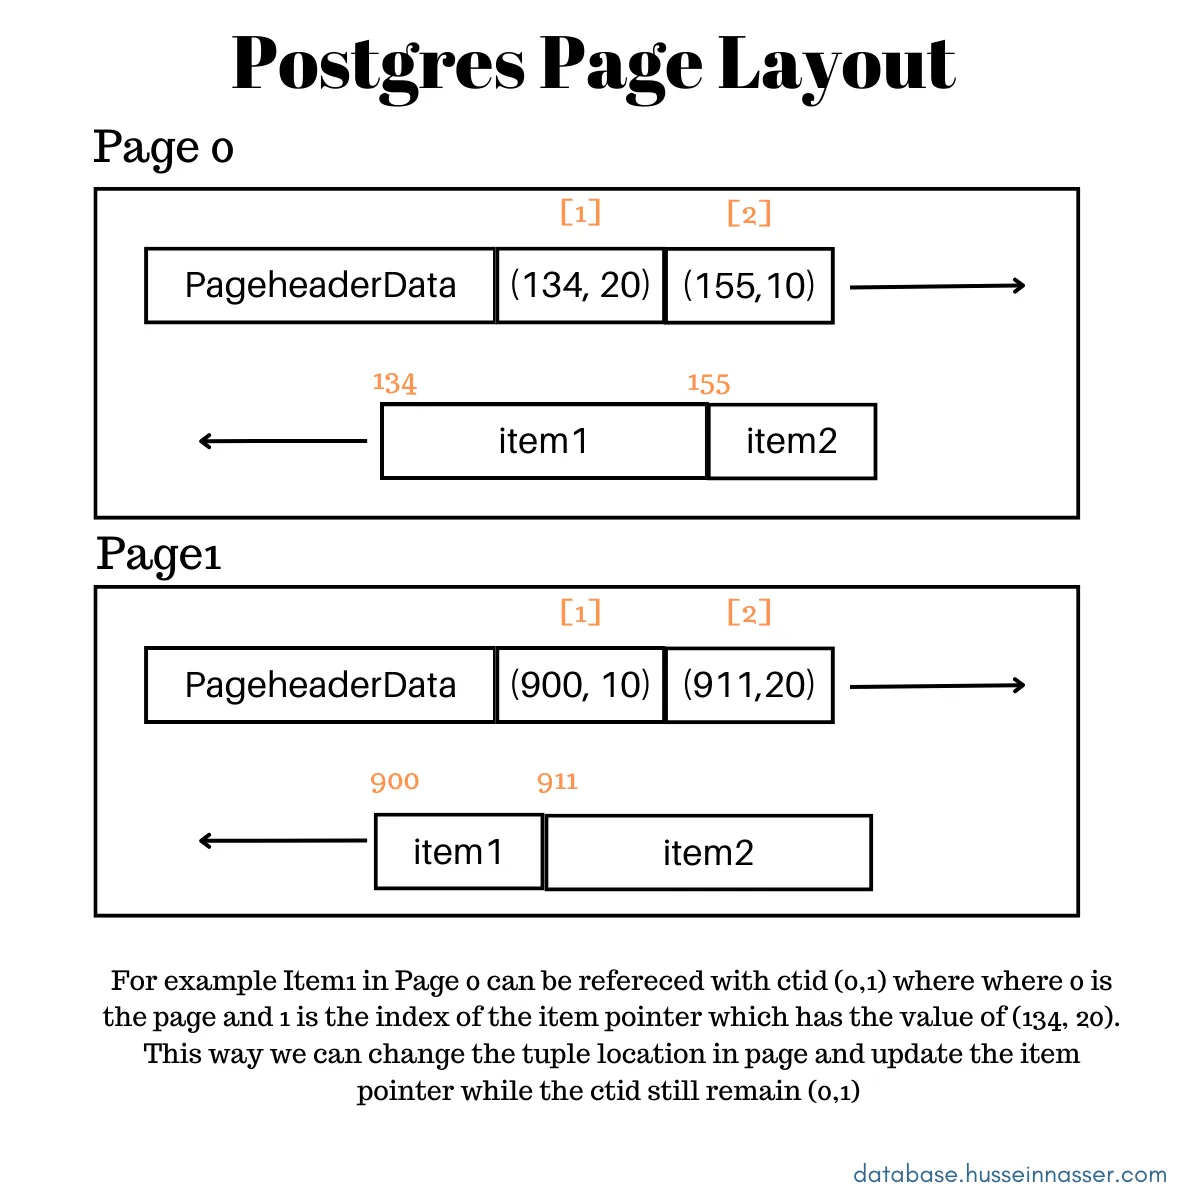 Postgres Page Layout
Page 0
[1] [2]
PageheaderData (134, 20) (155,10)
134 155
item1 item2
Page1
[1] [2]
PageheaderData (900, 10) (911,20)
900 911
item1 item2
For example Item1 in Page 0 can be refereced with ctid (0,1) where where 0 is
the page and 1 is the index of the item pointer which has the value of (134, 20).
This way we can change the tuple location in page and update the item
pointer while the ctid still remain (0,1)
database.husseinnasser.com